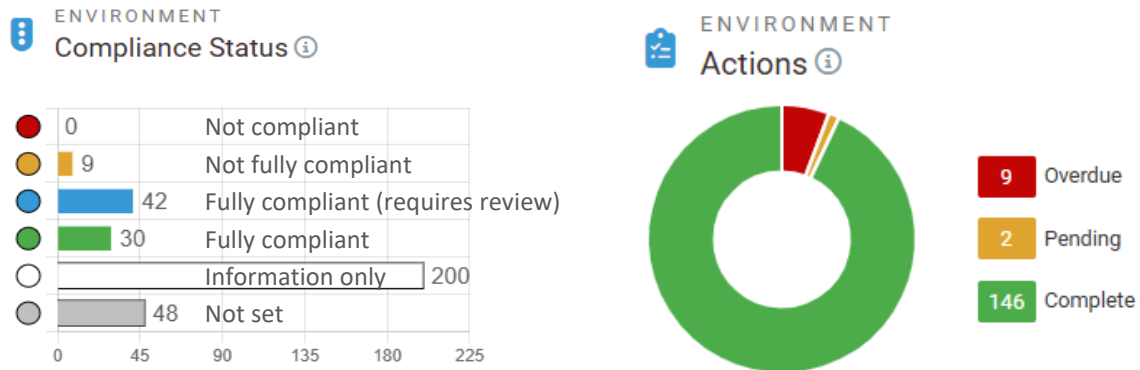 ENVIRONMENT
Compliance Status
0 Not compliant
9 Not fully compliant
42 Fully compliant (requires review)
30 Fully compliant
Information only 200
48 Not set
0 45 90 135 180 225
ENVIRONMENT
Actions
9 Overdue
2 Pending
146 Complete